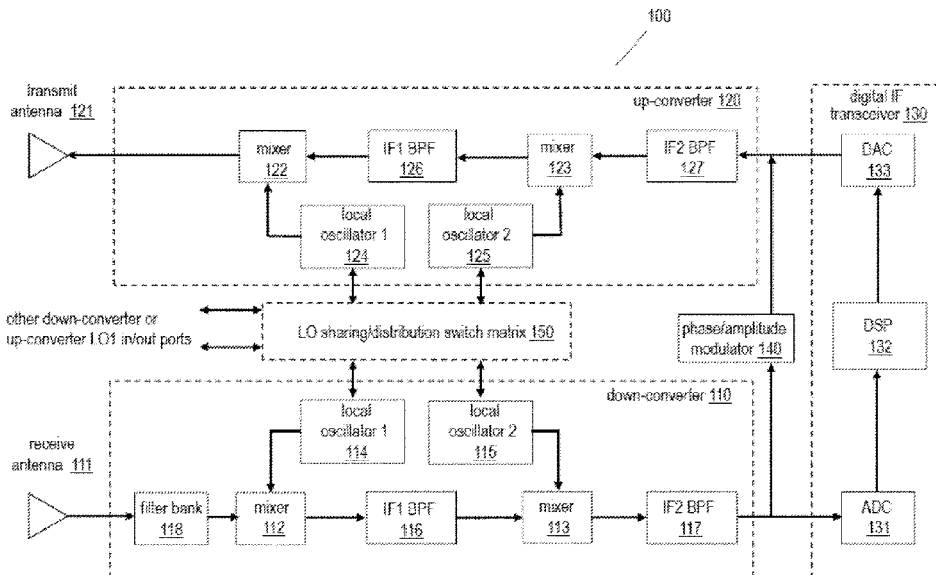 100
transmit
antenna 121
up-converter 120
digital IF
transceiver 130
mixer
122
IF1 BPF
126
mixer
123
IF2 BPF
127
DAC
133
local
oscillator 1
124
local
oscillator 2
125
other down-converter or
up-converter LO1 in/out ports
LO sharing/distribution switch matrix 150
phase/amplitude
modulator 140
DSP
132
down-converter 110
local
oscillator 1
114
local
oscillator 2
115
receive
antenna 111
filter bank
118
mixer
112
IF1 BPF
116
mixer
113
IF2 BPF
117
ADC
131